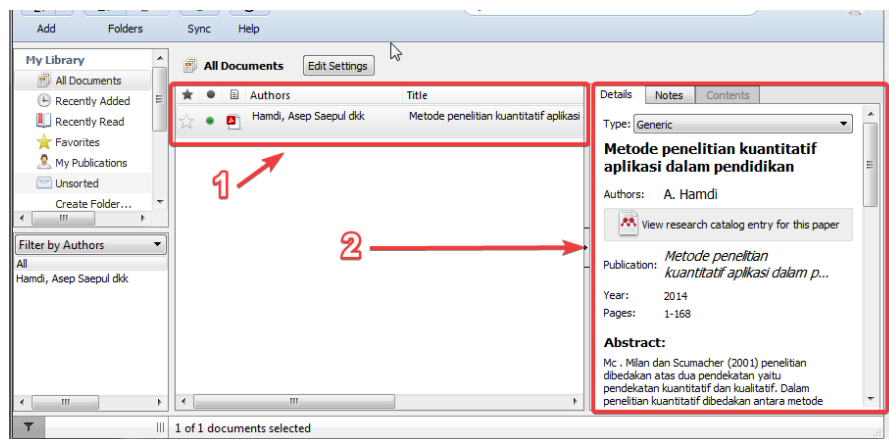 Add Folders Sync Help
My Library
All Documents
Recently Added
Recently Read
Favorites
My Publications
Unsorted
Create Folder...
Filter by Authors
All
Hamdi, Asep Saepul dkk
All Documents Edit Settings
Authors Title
Hamdi, Asep Saepul dkk Metode penelitian kuantitatif aplikasi
1
2
Details Notes Contents
Type: Generic
Metode penelitian kuantitatif
aplikasi dalam pendidikan
Authors: A. Hamdi
View research catalog entry for this paper
Publication: Metode penelitian
kuantitatif aplikasi dalam p...
Year: 2014
Pages: 1-168
Abstract:
Mc . Milan dan Scumacher (2001) penelitian
dibedakan atas dua pendekatan yaitu
pendekatan kuantitatif dan kualitatif. Dalam
penelitian kuantitatif dibedakan antara metode
1 of 1 documents selected